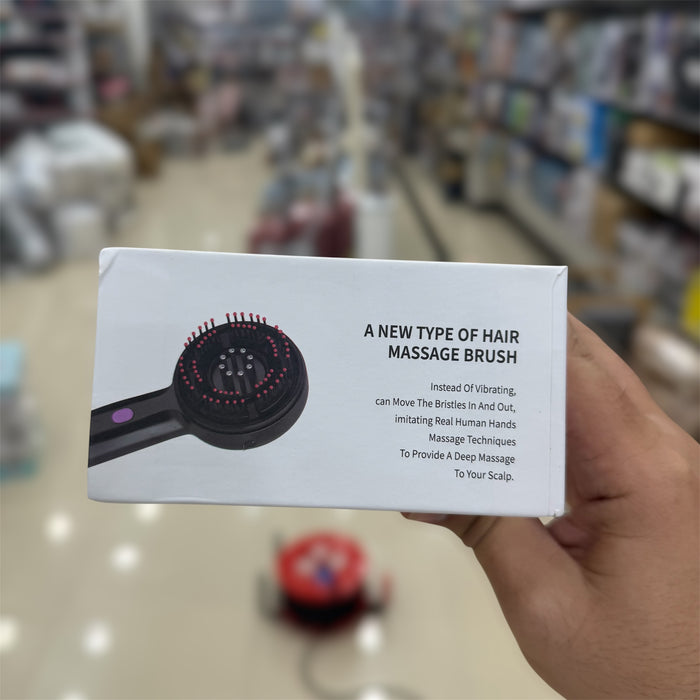 A NEW TYPE OF HAIR
MASSAGE BRUSH
Instead Of Vibrating,
can Move The Bristles In And Out,
imitating Real Human Hands
Massage Techniques
To Provide A Deep Massage
To Your Scalp.